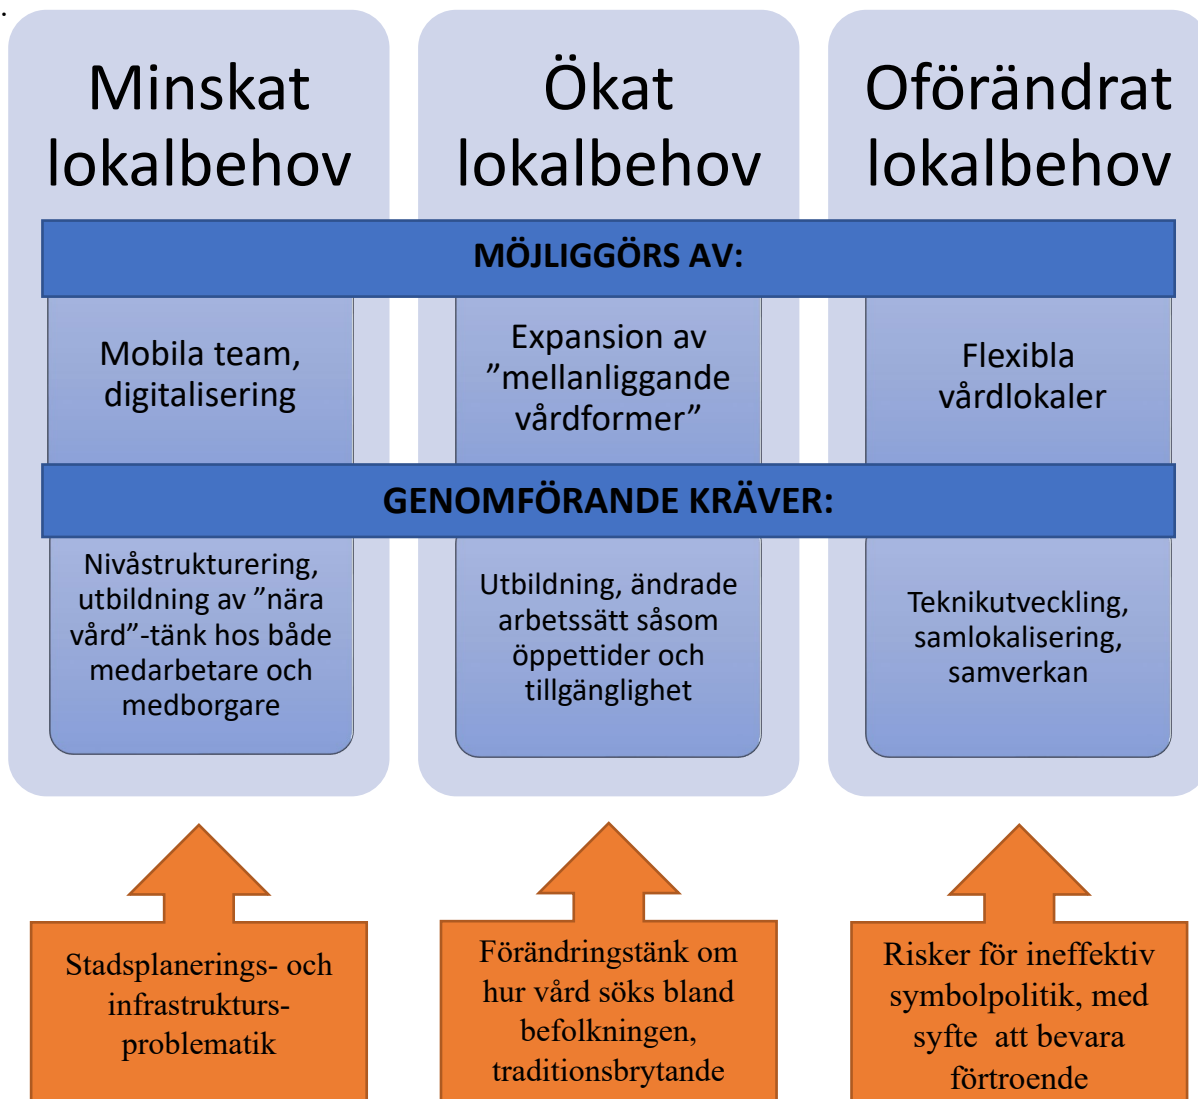 .
Minskat
lokalbehov
Ökat
lokalbehov
Oförändrat
lokalbehov
MÖJLIGGÖRS AV:
Mobila team,
digitalisering
Expansion av
”mellanliggande
vårdformer”
Flexibla
vårdlokaler
GENOMFÖRANDE KRÄVER:
Nivåstrukturering,
utbildning av ”nära
vård”-tänk hos både
medarbetare och
medborgare
Utbildning, ändrade
arbetssätt såsom
öppettider och
tillgänglighet
Teknikutveckling,
samlokalisering,
samverkan
Stadsplanerings- och
infrastrukturs-
problematik
Förändringstänk om
hur vård söks bland
befolkningen,
traditionsbrytande
Risker för ineffektiv
symbolpolitik, med
syfte att bevara
förtroende